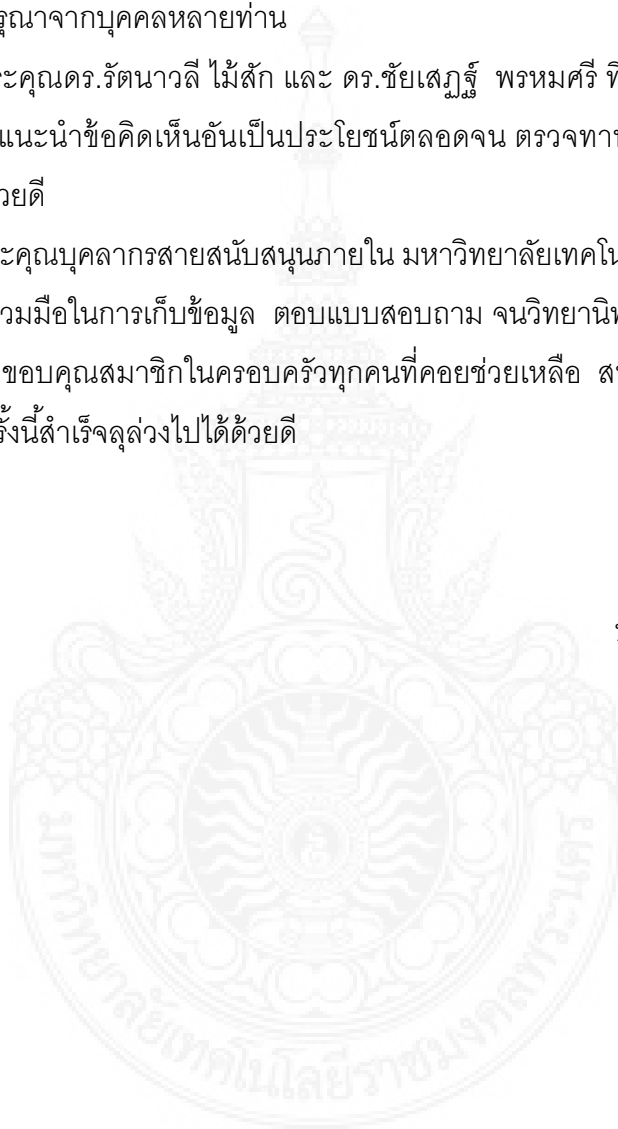 รุณาจากบุคคลหลายท่าน
ะคุณดร.รัตนาวลี ไม้สัก และ ดร.ชัยเสฏฐ์ พรหมศรี ที
แนะนำข้อคิดเห็นอันเป็นประโยชน์ตลอดจน ตรวจทาน
วยดี
ะคุณบุคลากรสายสนับสนุนภายใน มหาวิทยาลัยเทคโน
วมมือในการเก็บข้อมูล ตอบแบบสอบถาม จนวิทยานิพ
ขอบคุณสมาชิกในครอบครัวทุกคนที่คอยช่วยเหลือ ส
รั้งนี้สำเร็จลุล่วงไปได้ด้วยดี
มหาวิทยาลัยเทคโนโลยีราชมงคลพระนคร